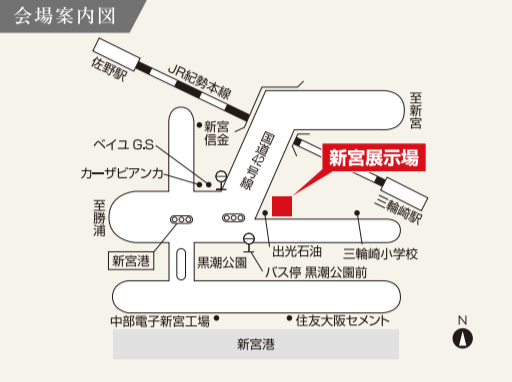 会場案内図
佐野駅
JR紀勢本線
至新宮
新宮
信金
国道42号線
ベイユ G.S
カーザビアンカ
新宮展示場
三輪崎駅
至勝浦
新宮港
黒潮公園
出光石油
三輪崎小学校
バス停 黒潮公園前
中部電子新宮工場
住友大阪セメント
新宮港
N